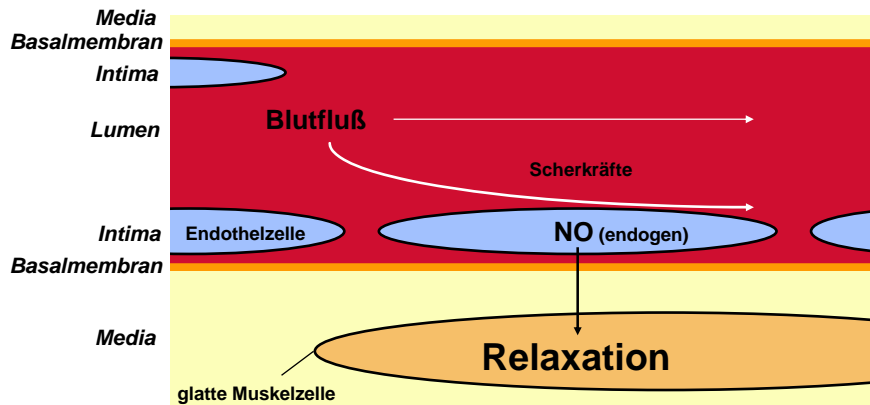 Media
Basalmembran
Intima
Lumen
Blutfluß
Scherkräfte
Intima
Endothelzelle
NO (endogen)
Basalmembran
Media
Relaxation
glatte Muskelzelle